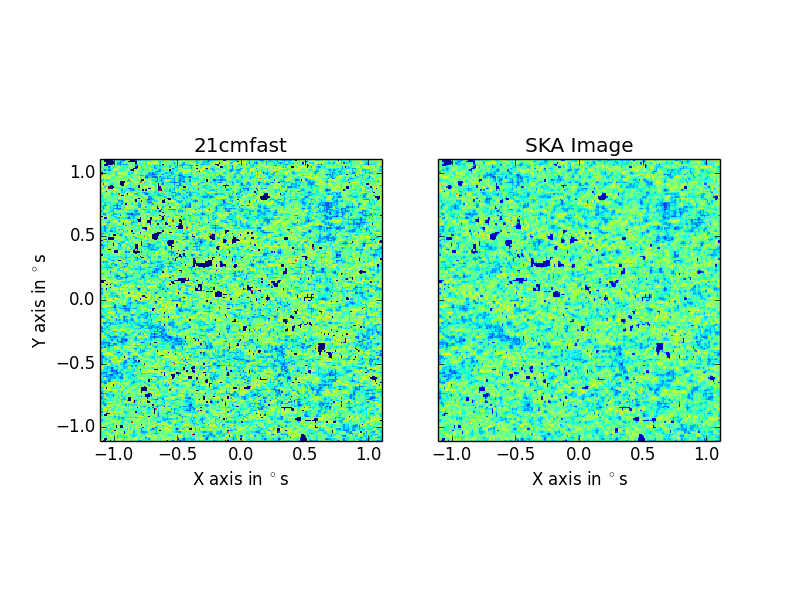 21cmfast
SKA Image
1.0
0.5
0.0
−0.5
−1.0
Y axis in °s
−1.0 −0.5 0.0 0.5 1.0
−1.0 −0.5 0.0 0.5 1.0
X axis in °s
X axis in °s